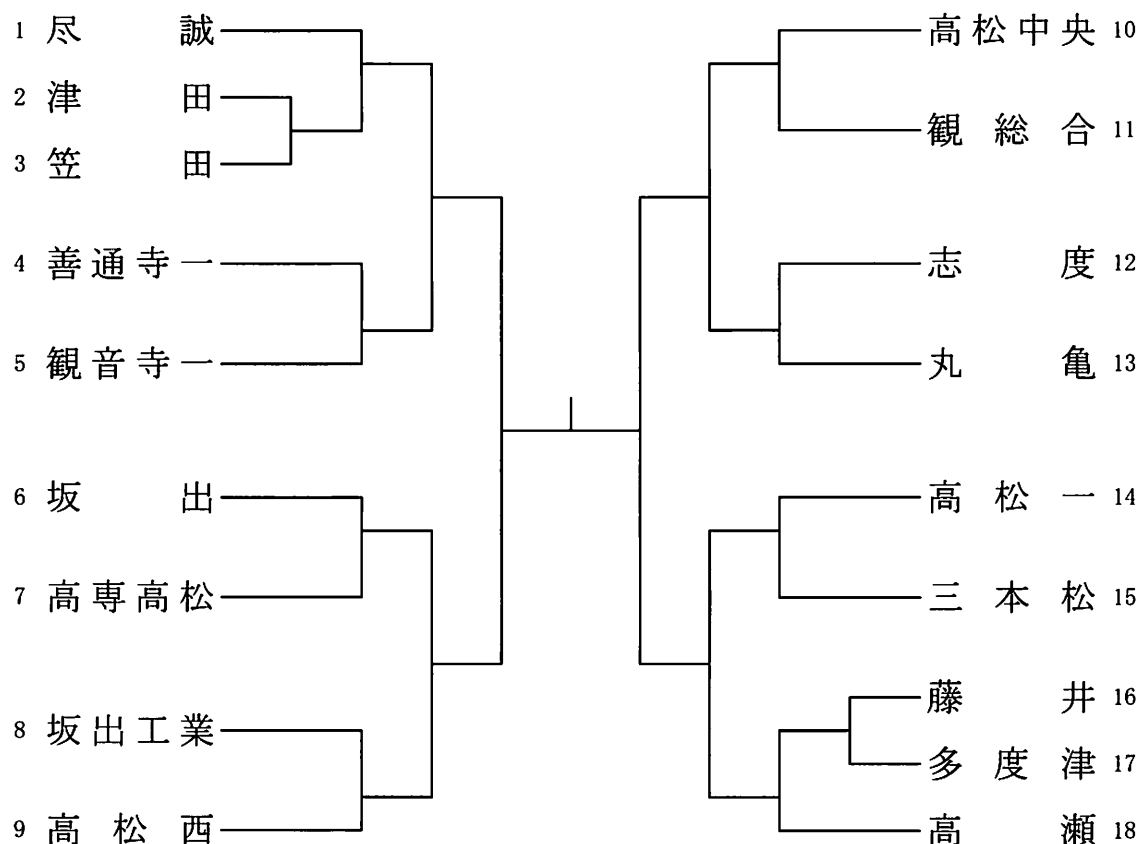 1 尽誠
2 津田
3 笠田
4 善通寺一
5 観音寺一
6 坂出
7 高専高松
8 坂出工業
9 高松西
高松中央 10
観総合 11
志度 12
丸亀 13
高松一 14
三本松 15
藤井 16
多度津 17
高瀬 18